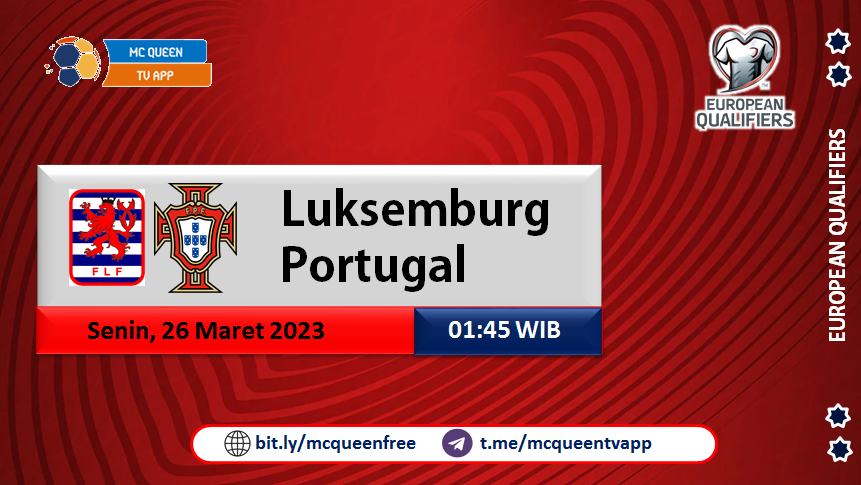 MC QUEEN
TV APP
EUROPEAN
QUALIFIERS
EUROPEAN QUALIFIERS
FLF
FPF
Luksemburg
Portugal
Senin, 26 Maret 2023
01:45 WIB
bit.ly/mcqueenfree
t.me/mcqueentvapp